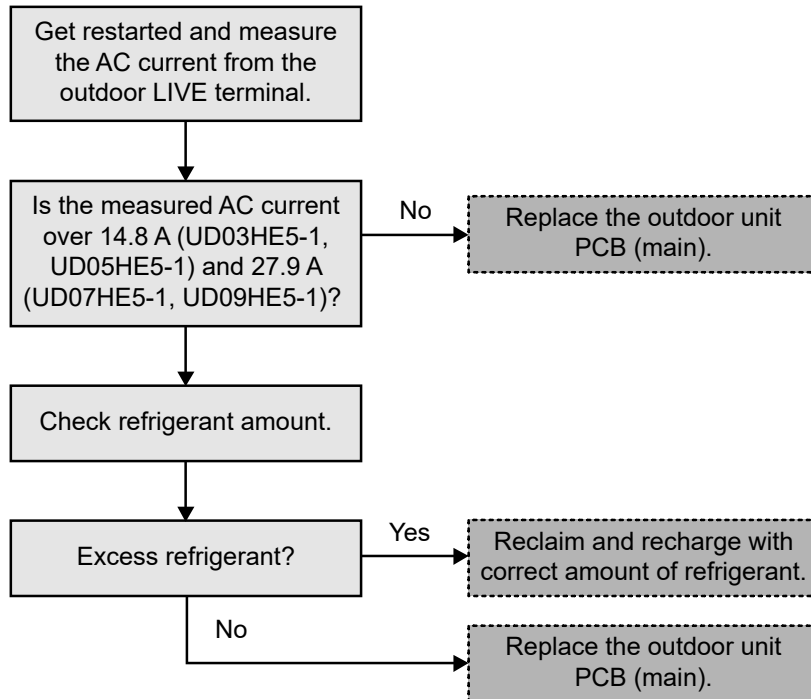 Get restarted and measure
the AC current from the
outdoor LIVE terminal.
Is the measured AC current
over 14.8 A (UD03HE5-1,
UD05HE5-1) and 27.9 A
(UD07HE5-1, UD09HE5-1)?
No
Replace the outdoor unit
PCB (main).
Check refrigerant amount.
Excess refrigerant?
Yes
Reclaim and recharge with
correct amount of refrigerant.
No
Replace the outdoor unit
PCB (main).